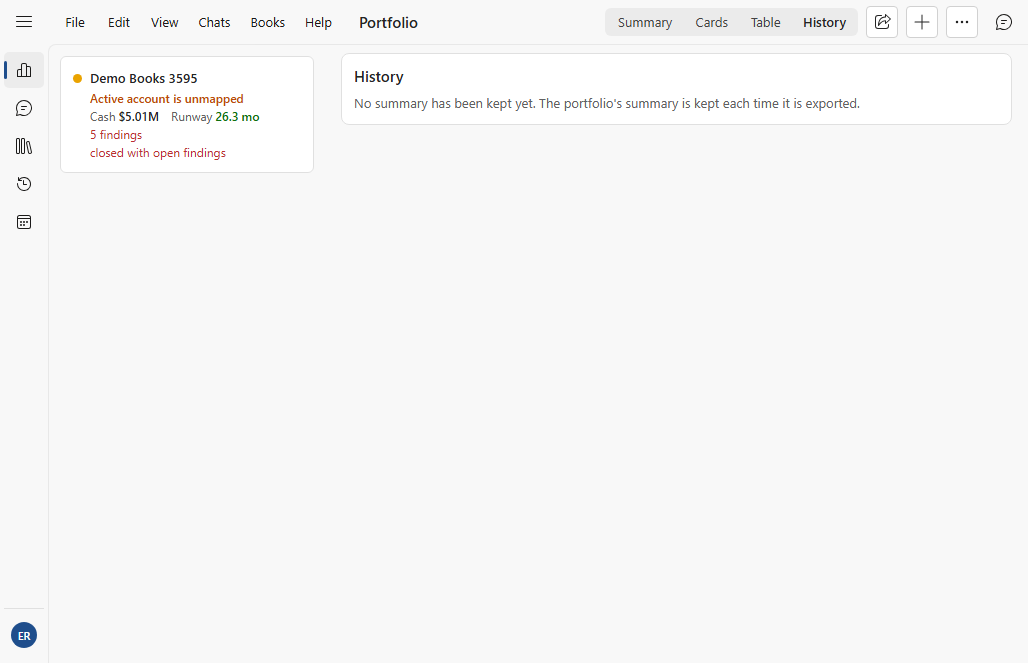 File Edit View Chats Books Help Portfolio Summary Cards Table History
Demo Books 3595
Active account is unmapped
Cash $5.01M Runway 26.3 mo
5 findings
closed with open findings
History
No summary has been kept yet. The portfolio's summary is kept each time it is exported.
ER